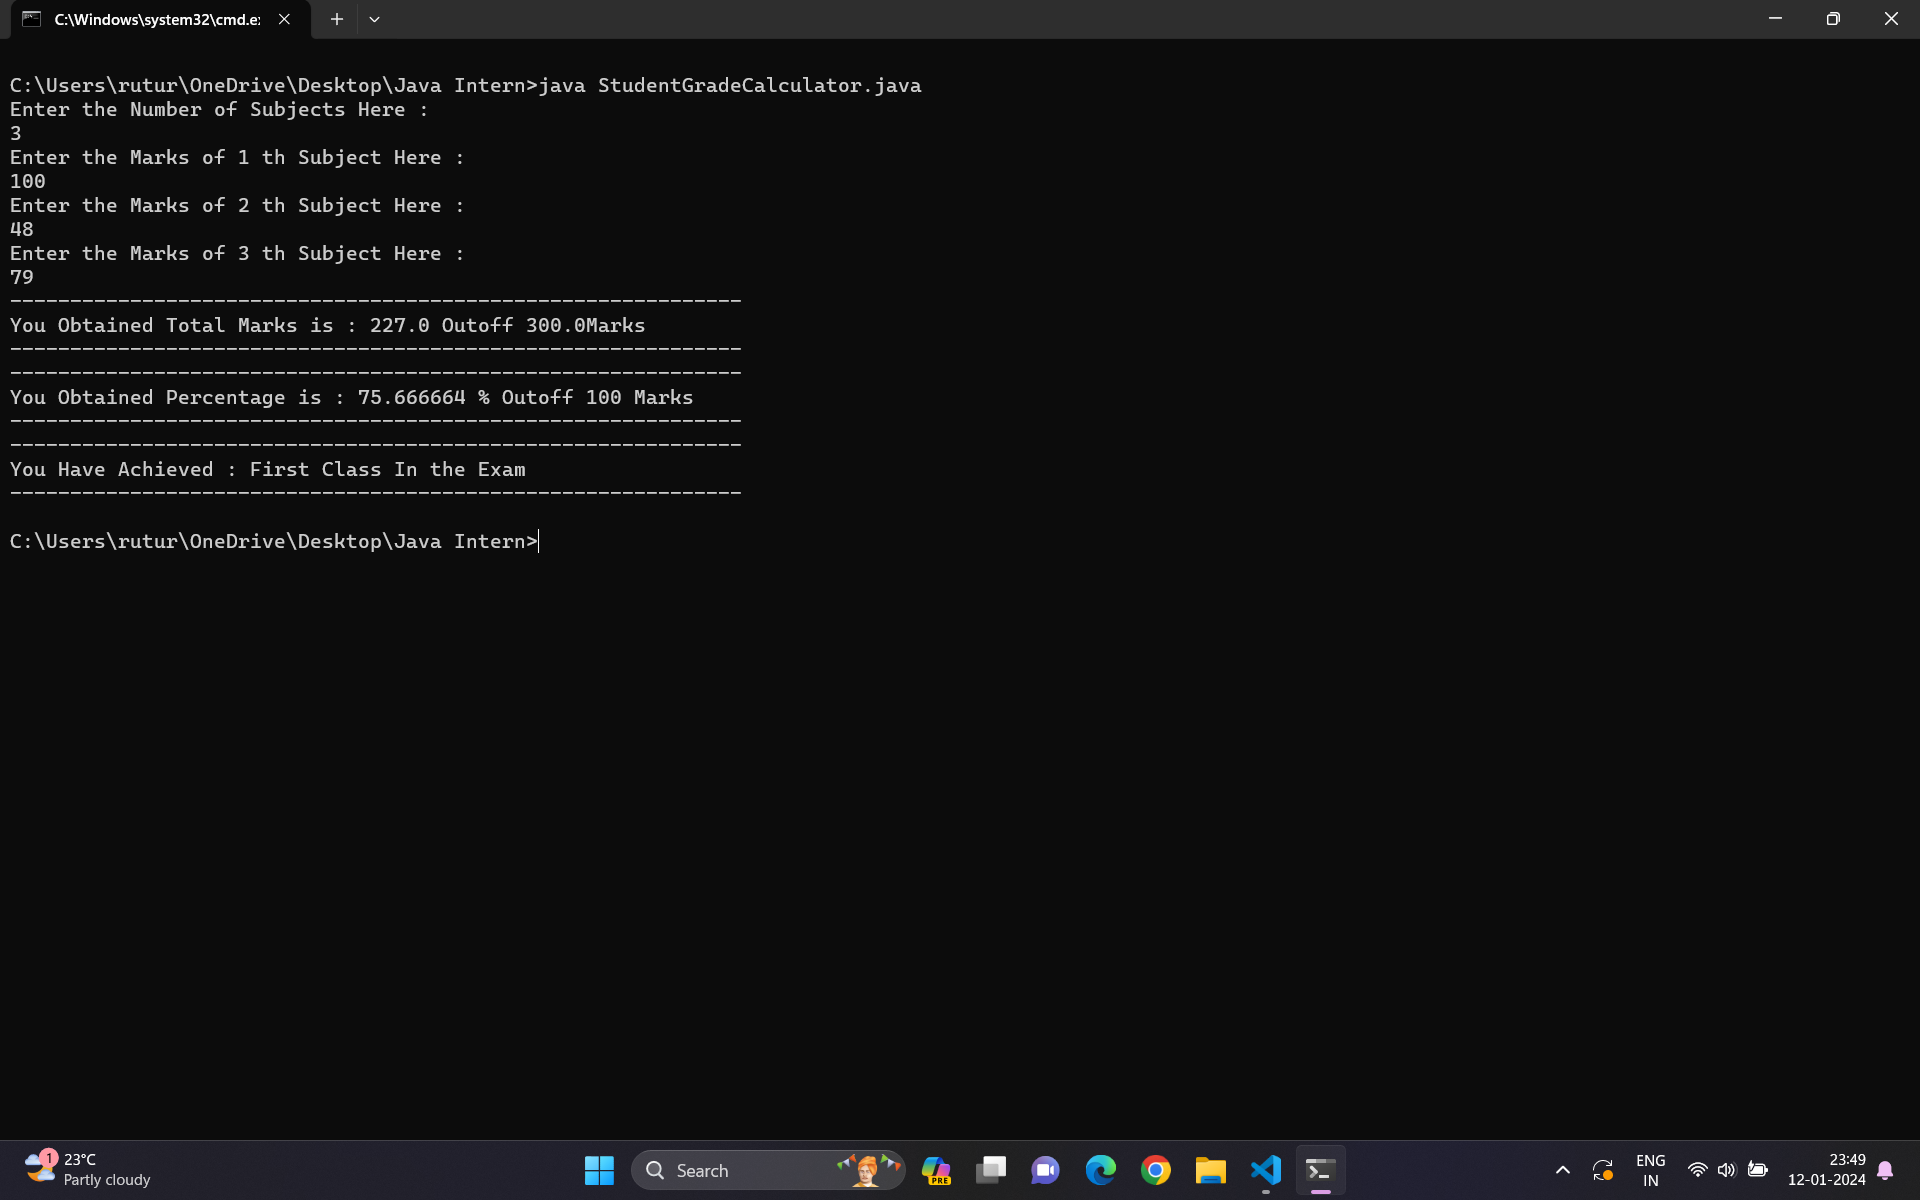 C:\Windows\system32\cmd.e
C:\Users\rutur\OneDrive\Desktop\Java Intern>java StudentGradeCalculator.java
Enter the Number of Subjects Here :
3
Enter the Marks of 1 th Subject Here :
100
Enter the Marks of 2 th Subject Here :
48
Enter the Marks of 3 th Subject Here :
79
-------------------------------------------------------------
You Obtained Total Marks is : 227.0 Outoff 300.0Marks
-------------------------------------------------------------
-------------------------------------------------------------
You Obtained Percentage is : 75.666664 % Outoff 100 Marks
-------------------------------------------------------------
-------------------------------------------------------------
You Have Achieved : First Class In the Exam
-------------------------------------------------------------
C:\Users\rutur\OneDrive\Desktop\Java Intern>
1
23°C
Partly cloudy
Search
PRE
ENG
IN
23:49
12-01-2024